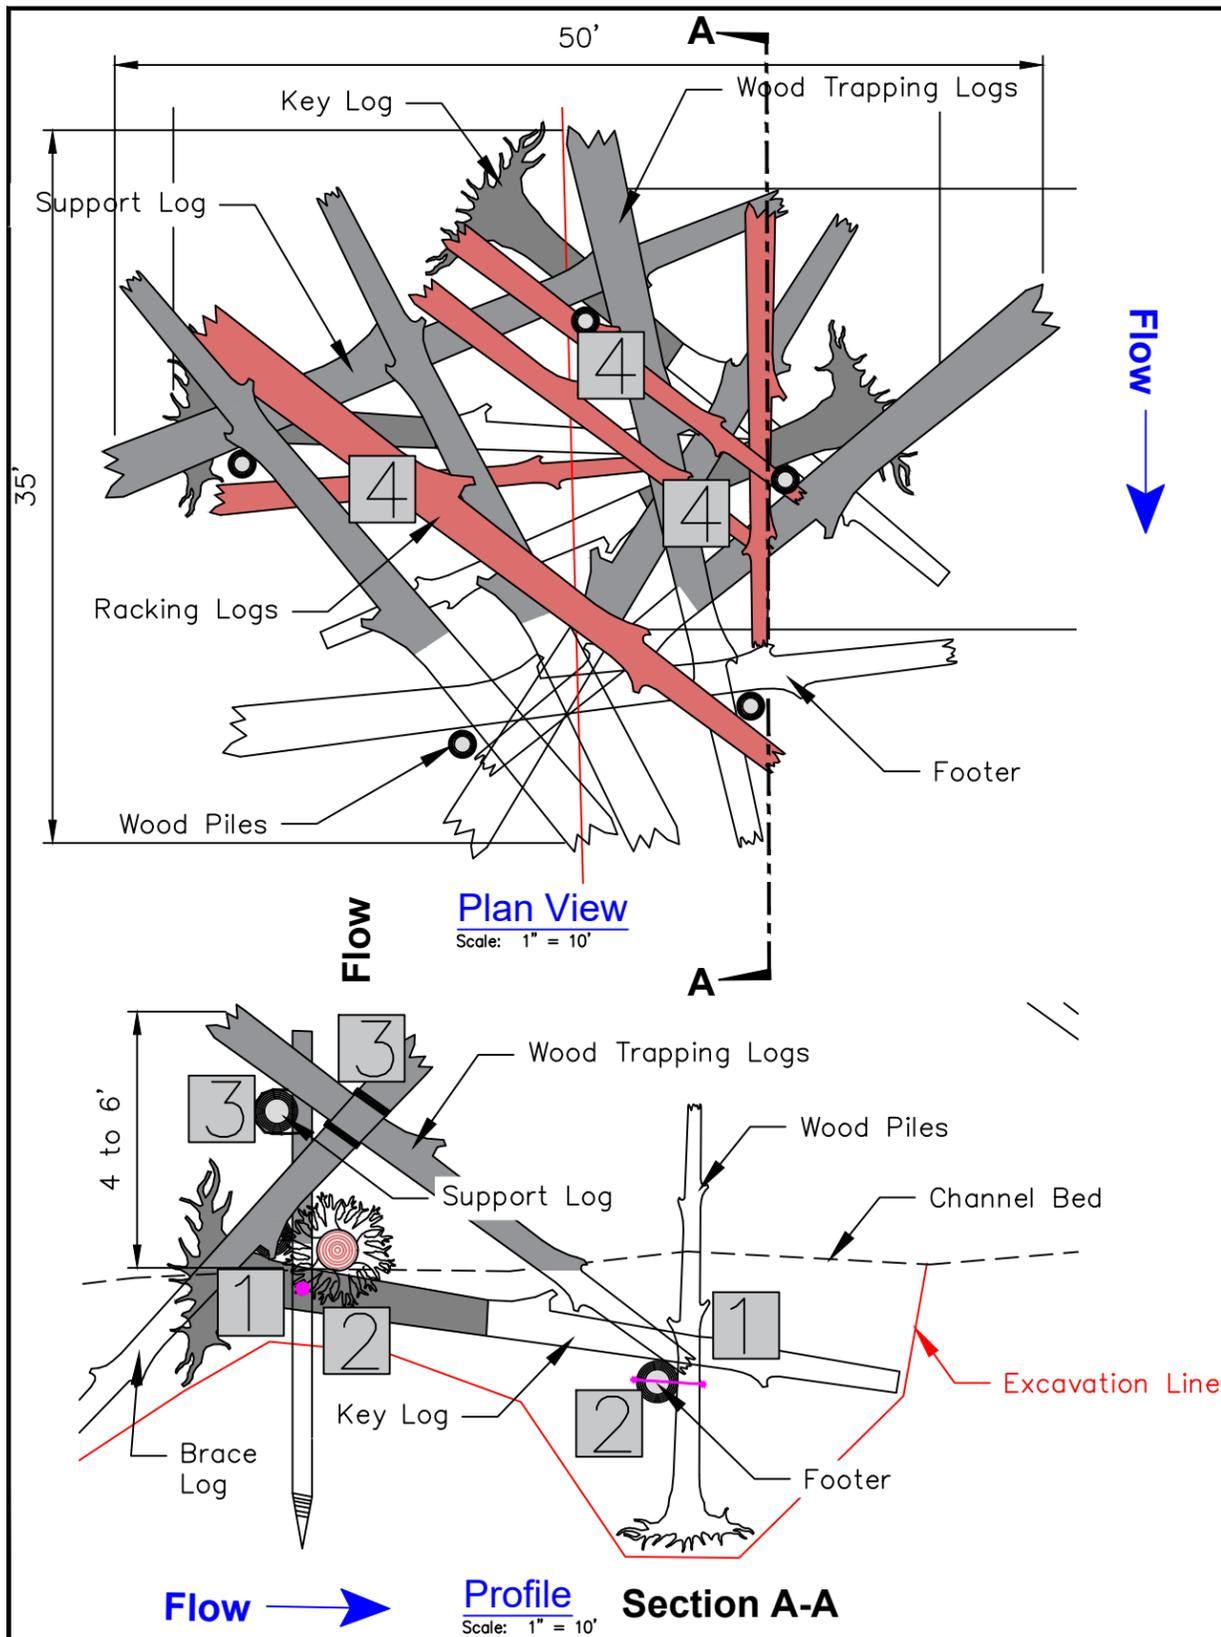 50'
A
Key Log
Wood Trapping Logs
Support Log
Flow
4
35'
4
4
Racking Logs
Footer
Wood Piles
Flow
Plan View
Scale: 1" = 10'
A
3
Wood Trapping Logs
3
4 to 6'
Wood Piles
Support Log
Channel Bed
1
2
1
Key Log
2
Excavation Line
Brace
Log
Footer
Flow
Profile
Section A-A
Scale: 1" = 10'